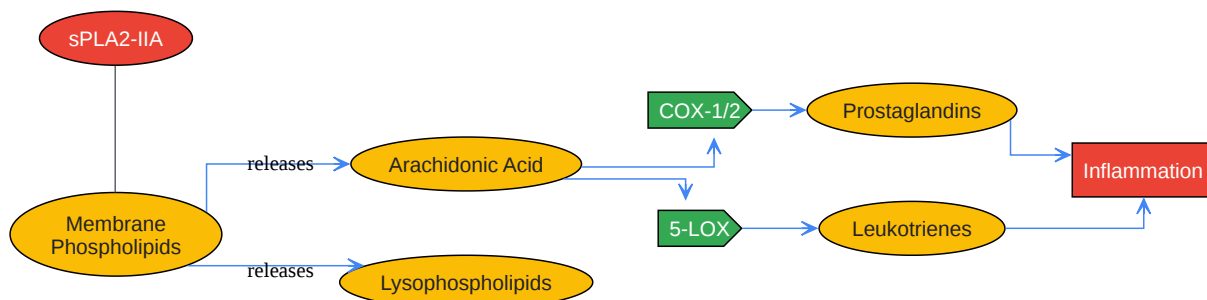 sPLA2-IIA
COX-1/2
Prostaglandins
releases
Arachidonic Acid
Inflammation
Membrane
Phospholipids
5-LOX
Leukotrienes
releases
Lysophospholipids